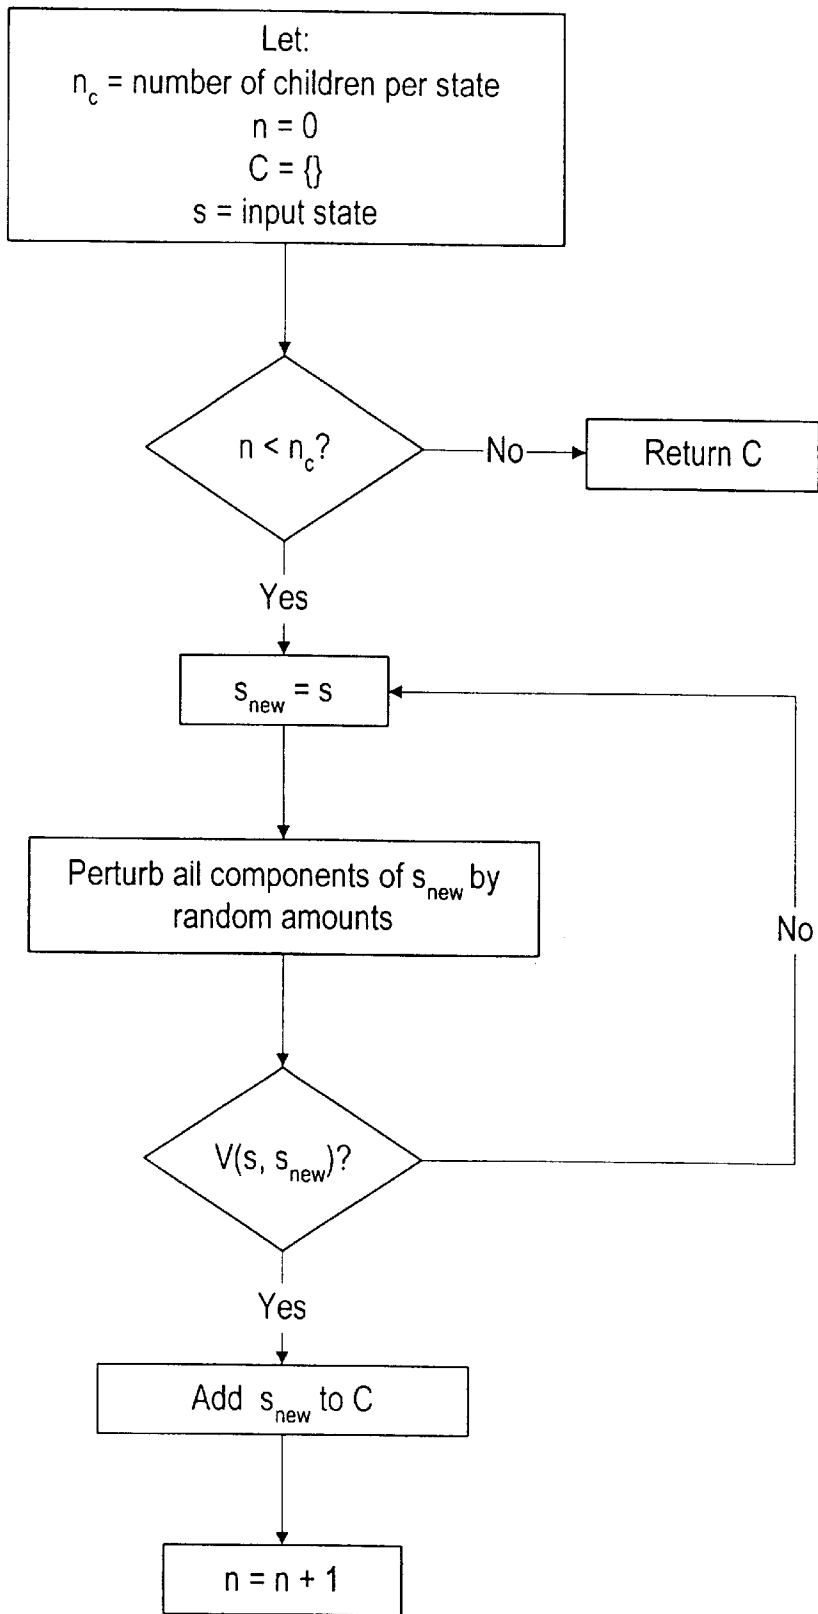 Let:
n_c = number of children per state
n = 0
C = {}
s = input state
n < n_c?
No
Return C
Yes
s_new = s
Perturb ail components of s_new by
random amounts
No
V(s, s_new)?
Yes
Add s_new to C
n = n + 1